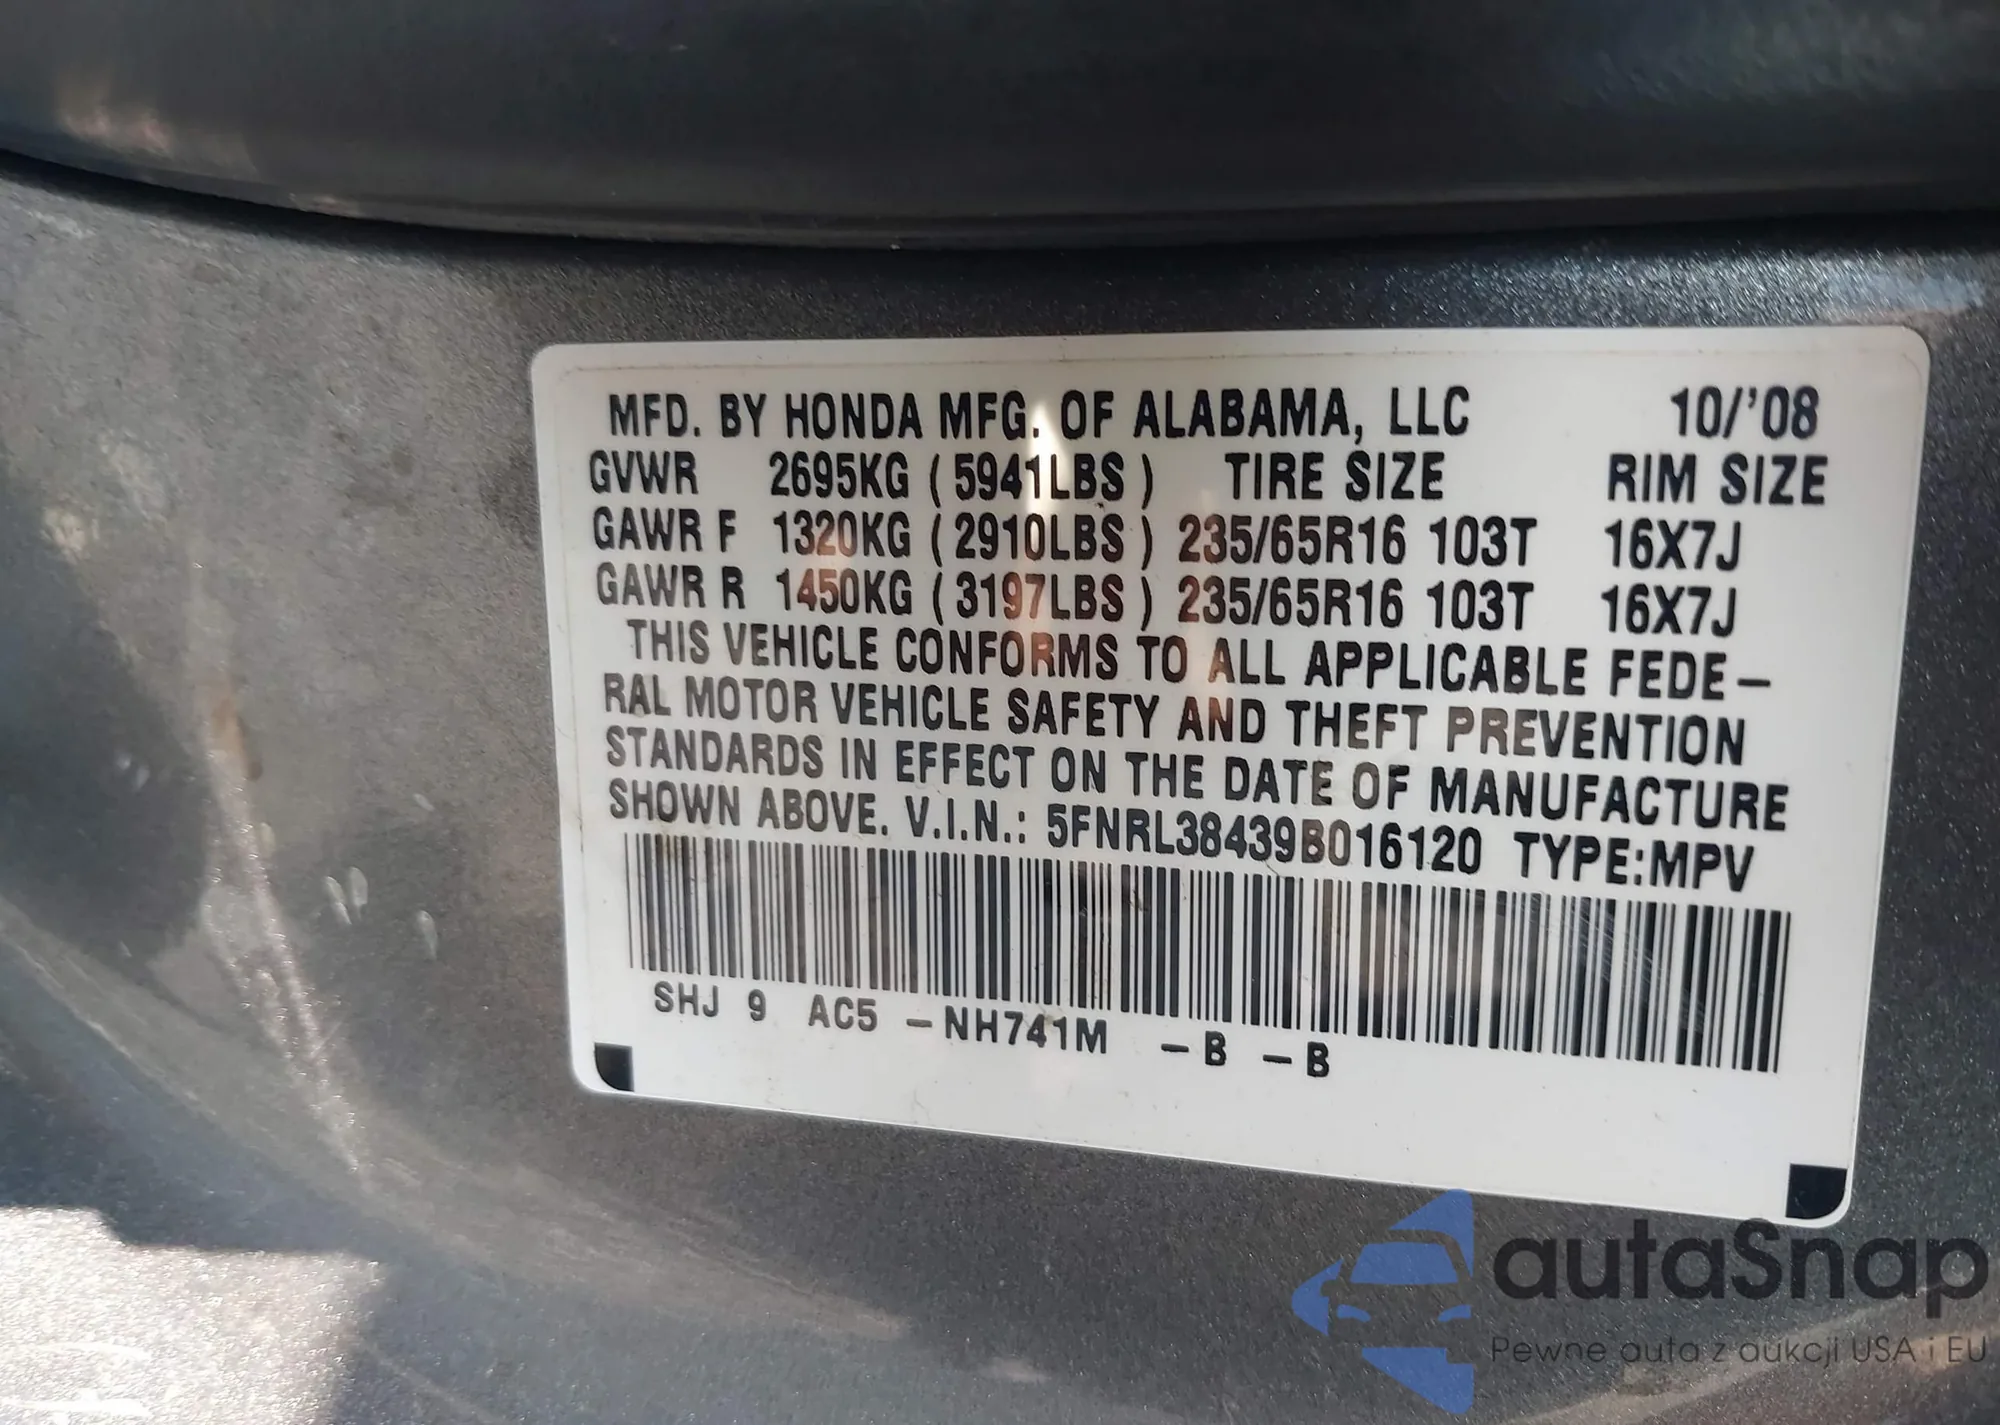 MFD. BY HONDA MFG. OF ALABAMA, LLC 10/'08
GVWR 2695KG ( 5941LBS ) TIRE SIZE RIM SIZE
GAWR F 1320KG ( 2910LBS ) 235/65R16 103T 16X7J
GAWR R 1450KG ( 3197LBS ) 235/65R16 103T 16X7J
THIS VEHICLE CONFORMS TO ALL APPLICABLE FEDE-
RAL MOTOR VEHICLE SAFETY AND THEFT PREVENTION
STANDARDS IN EFFECT ON THE DATE OF MANUFACTURE
SHOWN ABOVE. V.I.N.: 5FNRL38439B016120 TYPE:MPV
SHJ 9 AC5 -NH741M -B -B
autaSnap
Pewne auta z aukcji USA i EU